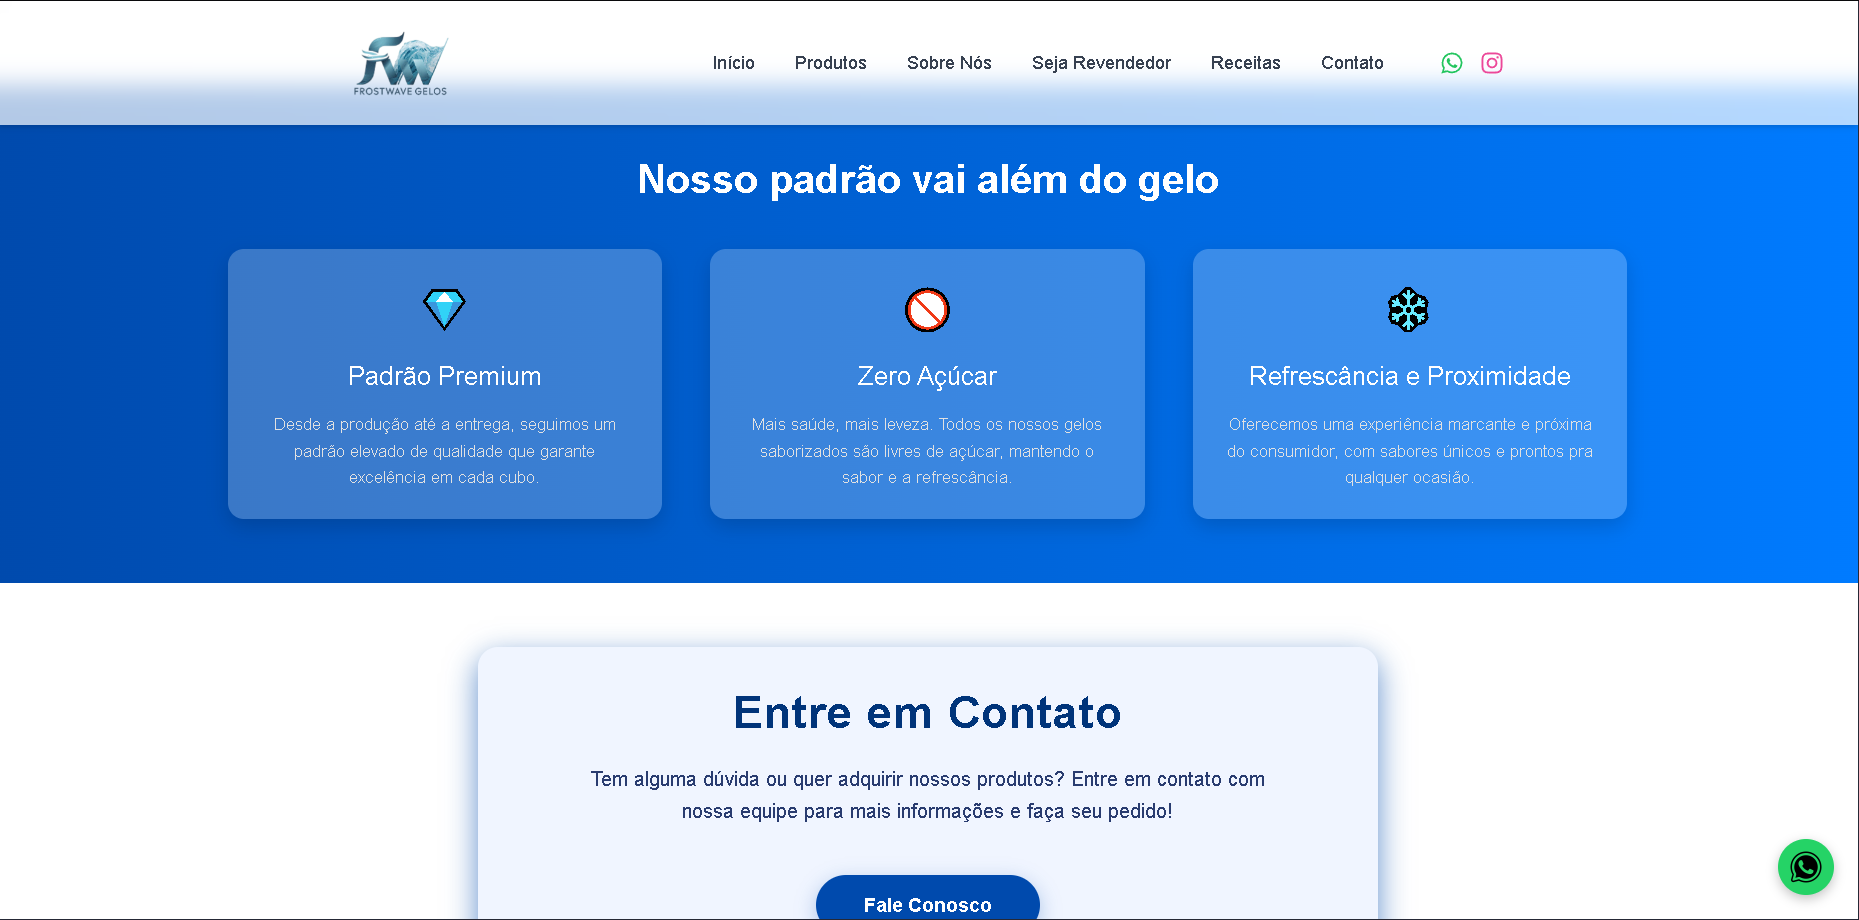 FROSTWAVE GELOS
Início
Produtos
Sobre Nós
Seja Revendedor
Receitas
Contato
Nosso padrão vai além do gelo
Padrão Premium
Desde a produção até a entrega, seguimos um
padrão elevado de qualidade que garante
excelência em cada cubo.
Zero Açúcar
Mais saúde, mais leveza. Todos os nossos gelos
saborizados são livres de açúcar, mantendo o
sabor e a refrescância.
Refrescância e Proximidade
Oferecemos uma experiência marcante e próxima
do consumidor, com sabores únicos e prontos pra
qualquer ocasião.
Entre em Contato
Tem alguma dúvida ou quer adquirir nossos produtos? Entre em contato com
nossa equipe para mais informações e faça seu pedido!
Fale Conosco